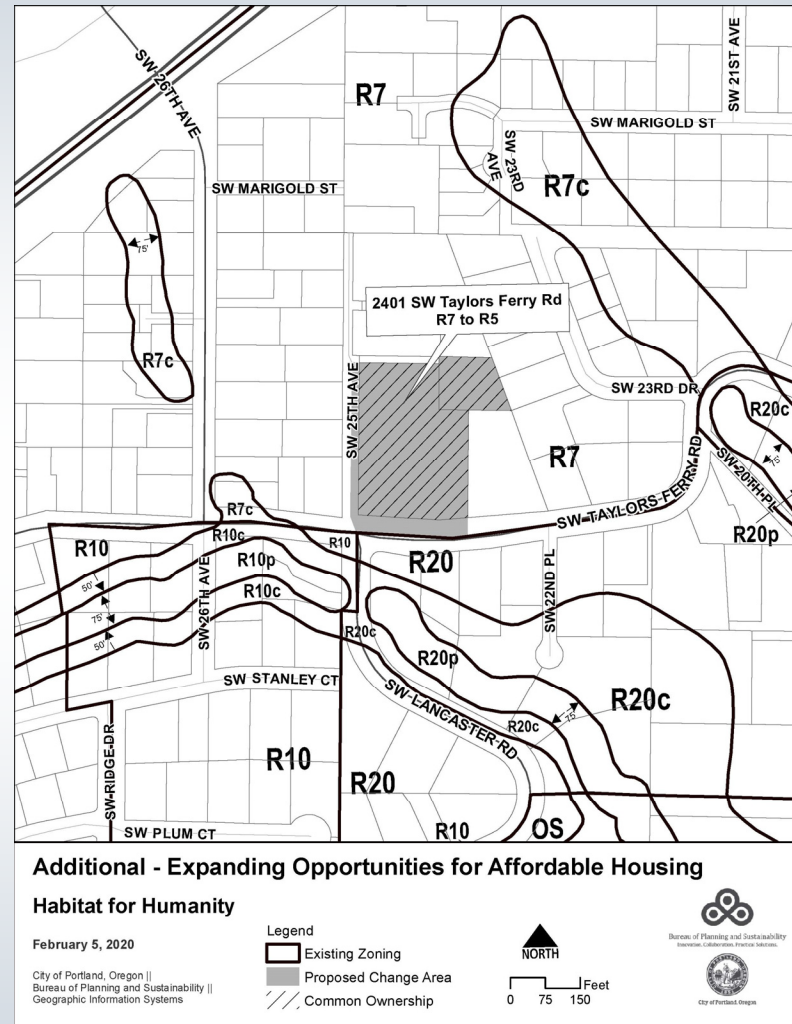 SW 26TH AVE
R7
SW 21ST AVE
SW MARIGOLD ST
SW 23RD AVE
SW MARIGOLD ST
R7c
75'
2401 SW Taylors Ferry Rd
R7 to R5
R7c
SW 25TH AVE
SW 23RD DR
R20c
75'
R7
SW TAYLORS FERRY RD
SW 20TH PL
R7c
R10c
R10
R10
R20
R20p
R10p
SW 26TH AVE
R10c
50'
75'
50'
SW 22ND PL
R20c
R20p
SW STANLEY CT
R20c
SW LANCASTER RD
R20c
75'
SW RIDGE DR
R10
R20
SW PLUM CT
R10
OS
Additional - Expanding Opportunities for Affordable Housing
Habitat for Humanity
February 5, 2020
City of Portland, Oregon ||
Bureau of Planning and Sustainability ||
Geographic Information Systems
Legend
Existing Zoning
Proposed Change Area
Common Ownership
NORTH
Feet
0 75 150
Bureau of Planning and Sustainability
Innovation. Collaboration. Practical Solutions.
City of Portland, Oregon